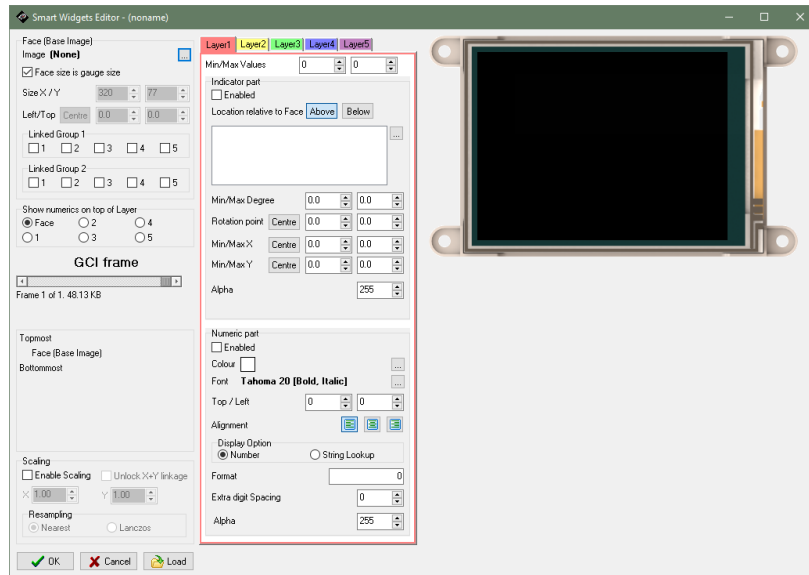 Smart Widgets Editor - (noname)
Face (Base Image)
Image (None)
...
Face size is gauge size
Size X / Y 320 77
Left/Top Centre 0.0 0.0
Linked Group 1
1 2 3 4 5
Linked Group 2
1 2 3 4 5
Show numerics on top of Layer
Face 2 4
1 3 5
GCI frame
Frame 1 of 1. 48.13 KB
Topmost
Face (Base Image)
Bottommost
Scaling
Enable Scaling Unlock X+Y linkage
X 1.00 Y 1.00
Resampling
Nearest Lanczos
OK Cancel Load
Layer1 Layer2 Layer3 Layer4 Layer5
Min/Max Values 0 0
Indicator part
Enabled
Location relative to Face Above Below
...
Min/Max Degree 0.0 0.0
Rotation point Centre 0.0 0.0
Min/Max X Centre 0.0 0.0
Min/Max Y Centre 0.0 0.0
Alpha 255
Numeric part
Enabled
Colour ...
Font Tahoma 20 [Bold, Italic] ...
Top / Left 0 0
Alignment
Display Option
Number String Lookup
Format 0
Extra digit Spacing 0
Alpha 255